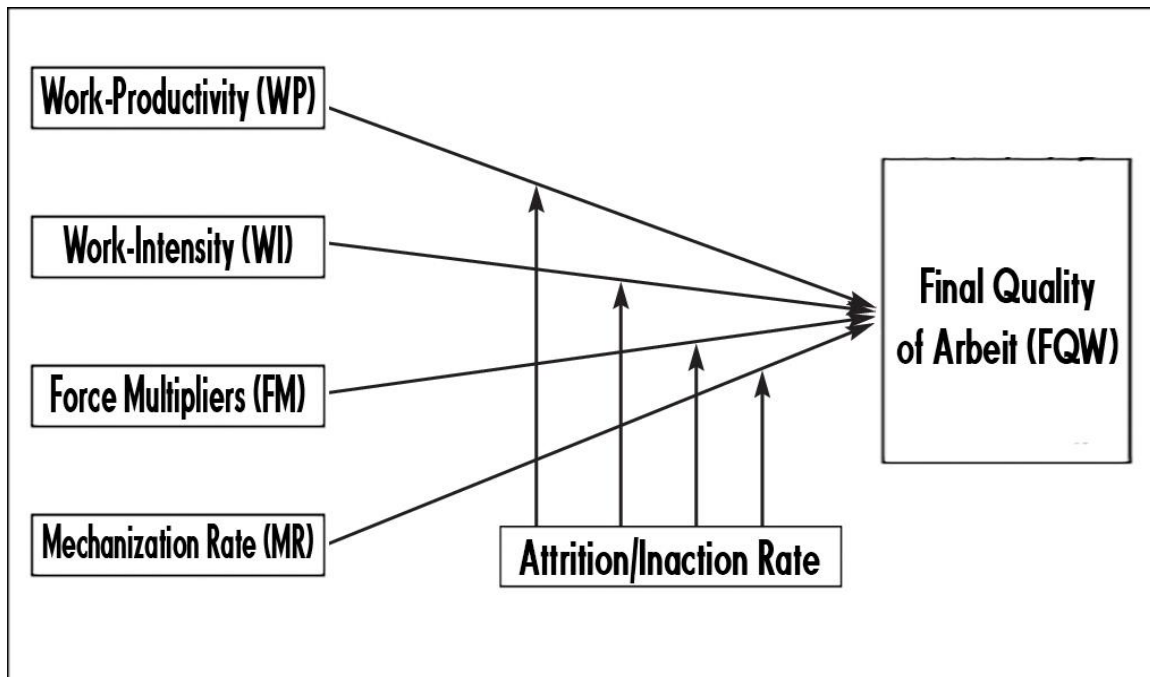 Work-Productivity (WP)
Work-Intensity (WI)
Force Multipliers (FM)
Mechanization Rate (MR)
Attrition/Inaction Rate
Final Quality
of Arbeit (FQW)